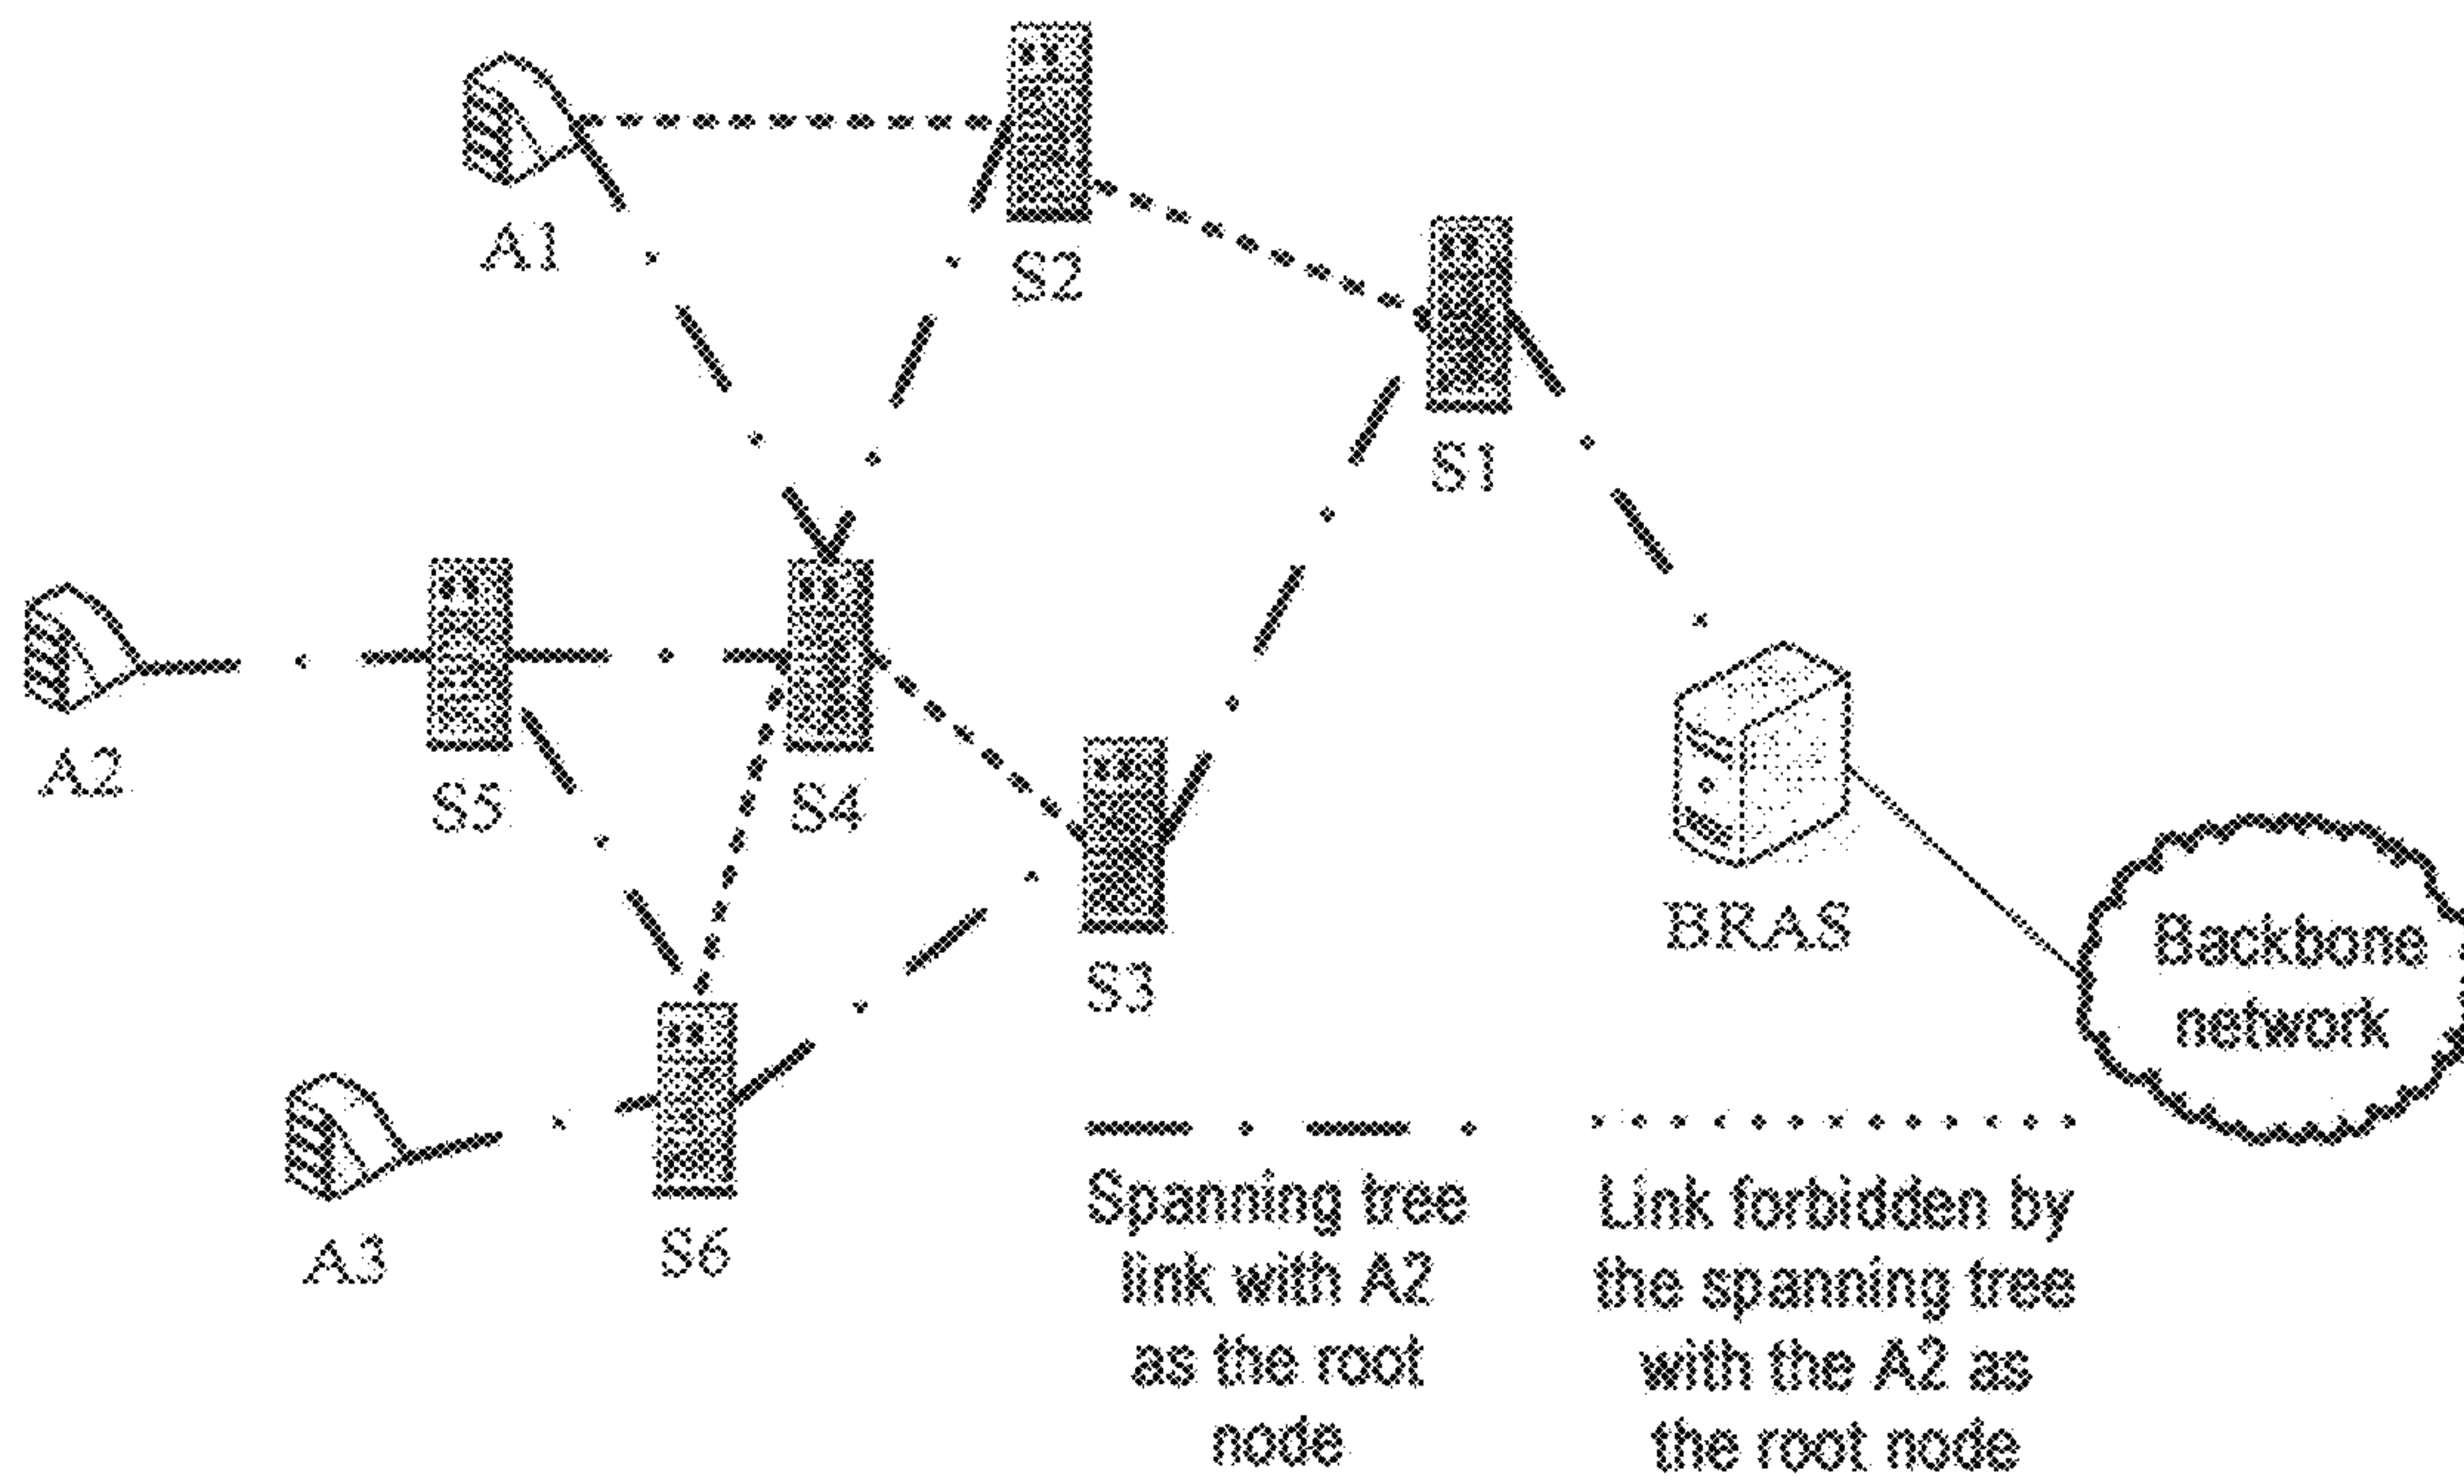 A1
S2
S1
A2
S5
S4
S3
BRAS
Backbone
network
A3
S6
Spanning tree
link with A2
as the root
node
Link forbidden by
the spanning tree
with the A2 as
the root node